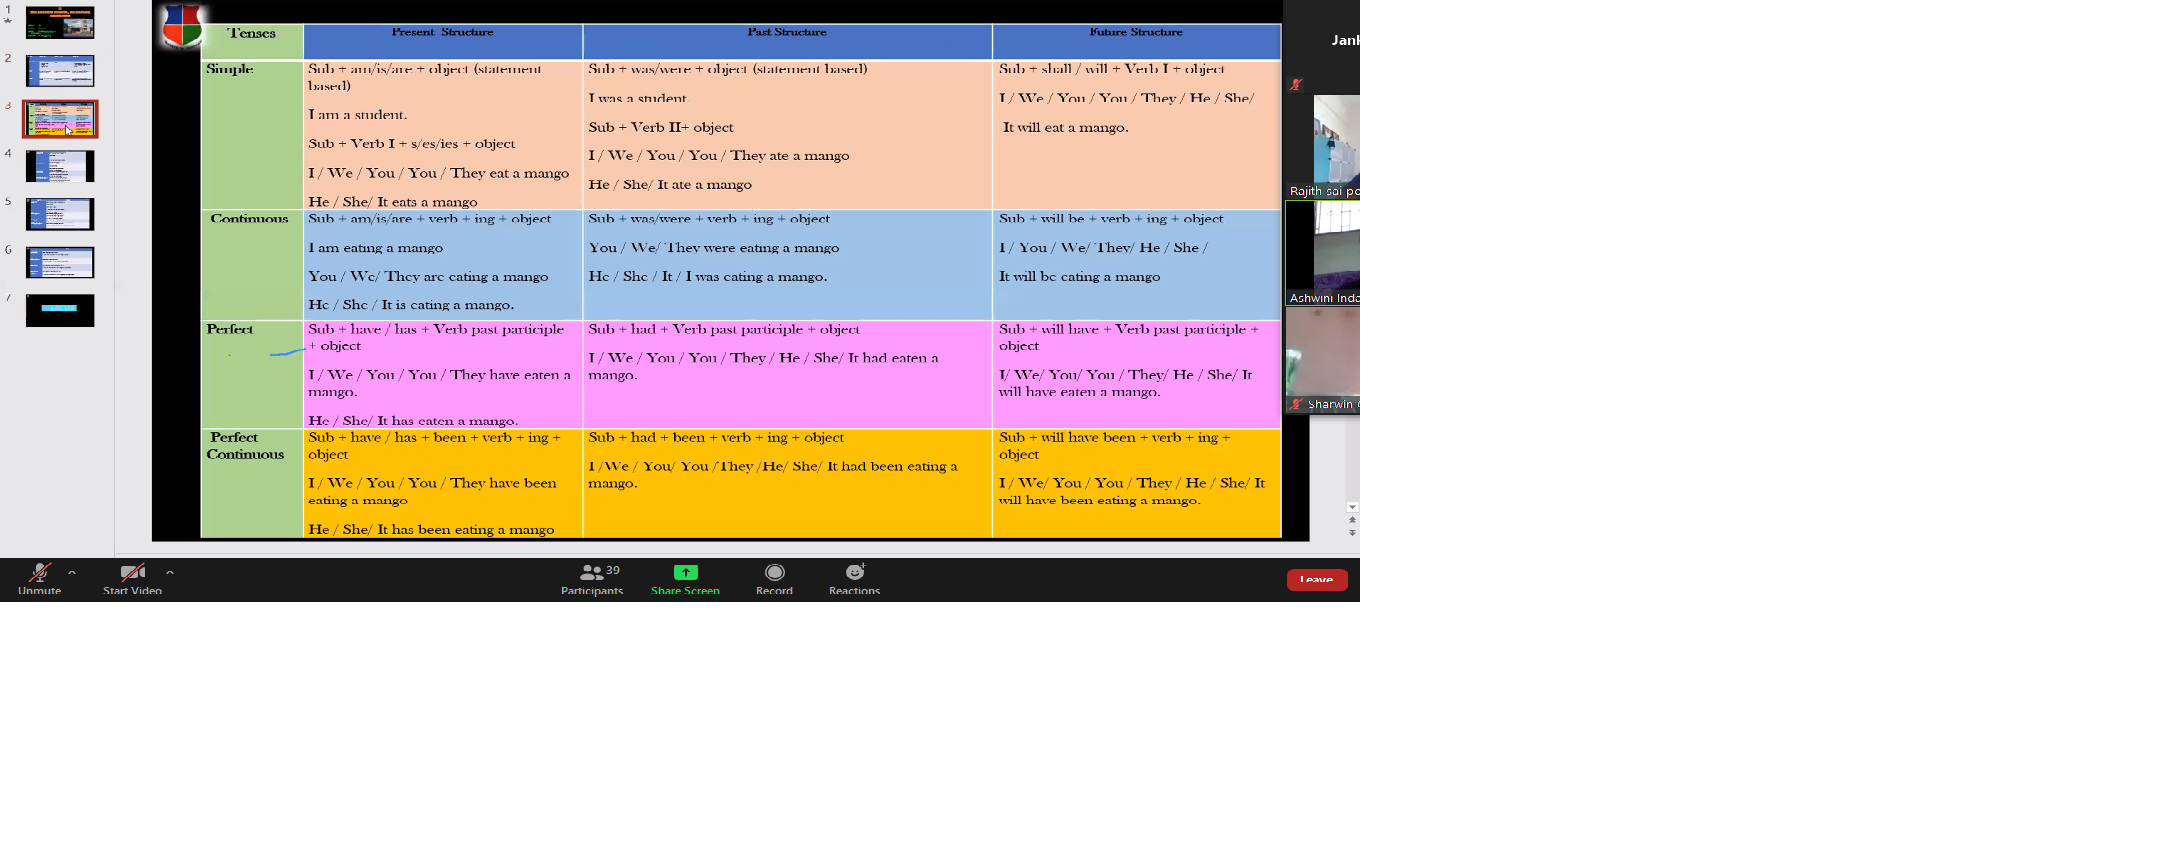 1
2
3
4
5
6
7
Tenses
Present Structure
Past Structure
Future Structure
Simple
Sub + am/is/are + object (statement
based)
I am a student.
Sub + Verb I + s/es/ies + object
I / We / You / You / They eat a mango
He / She/ It eats a mango
Sub + was/were + object (statement based)
I was a student.
Sub + Verb II+ object
I / We / You / You / They ate a mango
He / She/ It ate a mango
Sub + shall / will + Verb I + object
I / We / You / You / They / He / She/
It will eat a mango.
Continuous
Sub + am/is/are + verb + ing + object
I am eating a mango
You / We/ They are eating a mango
He / She / It is eating a mango.
Sub + was/were + verb + ing + object
You / We/ They were eating a mango
He / She / It / I was eating a mango.
Sub + will be + verb + ing + object
I / You / We/ They/ He / She /
It will be eating a mango
Perfect
Sub + have / has + Verb past participle
+ object
I / We / You / You / They have eaten a
mango.
He / She/ It has eaten a mango.
Sub + had + Verb past participle + object
I / We / You / You / They / He / She/ It had eaten a
mango.
Sub + will have + Verb past participle +
object
I/ We/ You/ You / They/ He / She/ It
will have eaten a mango.
Perfect
Continuous
Sub + have / has + been + verb + ing +
object
I / We / You / You / They have been
eating a mango
He / She/ It has been eating a mango
Sub + had + been + verb + ing + object
I /We / You/ You /They /He/ She/ It had been eating a
mango.
Sub + will have been + verb + ing +
object
I / We/ You / You / They / He / She/ It
will have been eating a mango.
Jank
Rajith sai po
Ashwini Inda
Sharwin
Unmute
Start Video
39
Participants
Share Screen
Record
Reactions
Leave